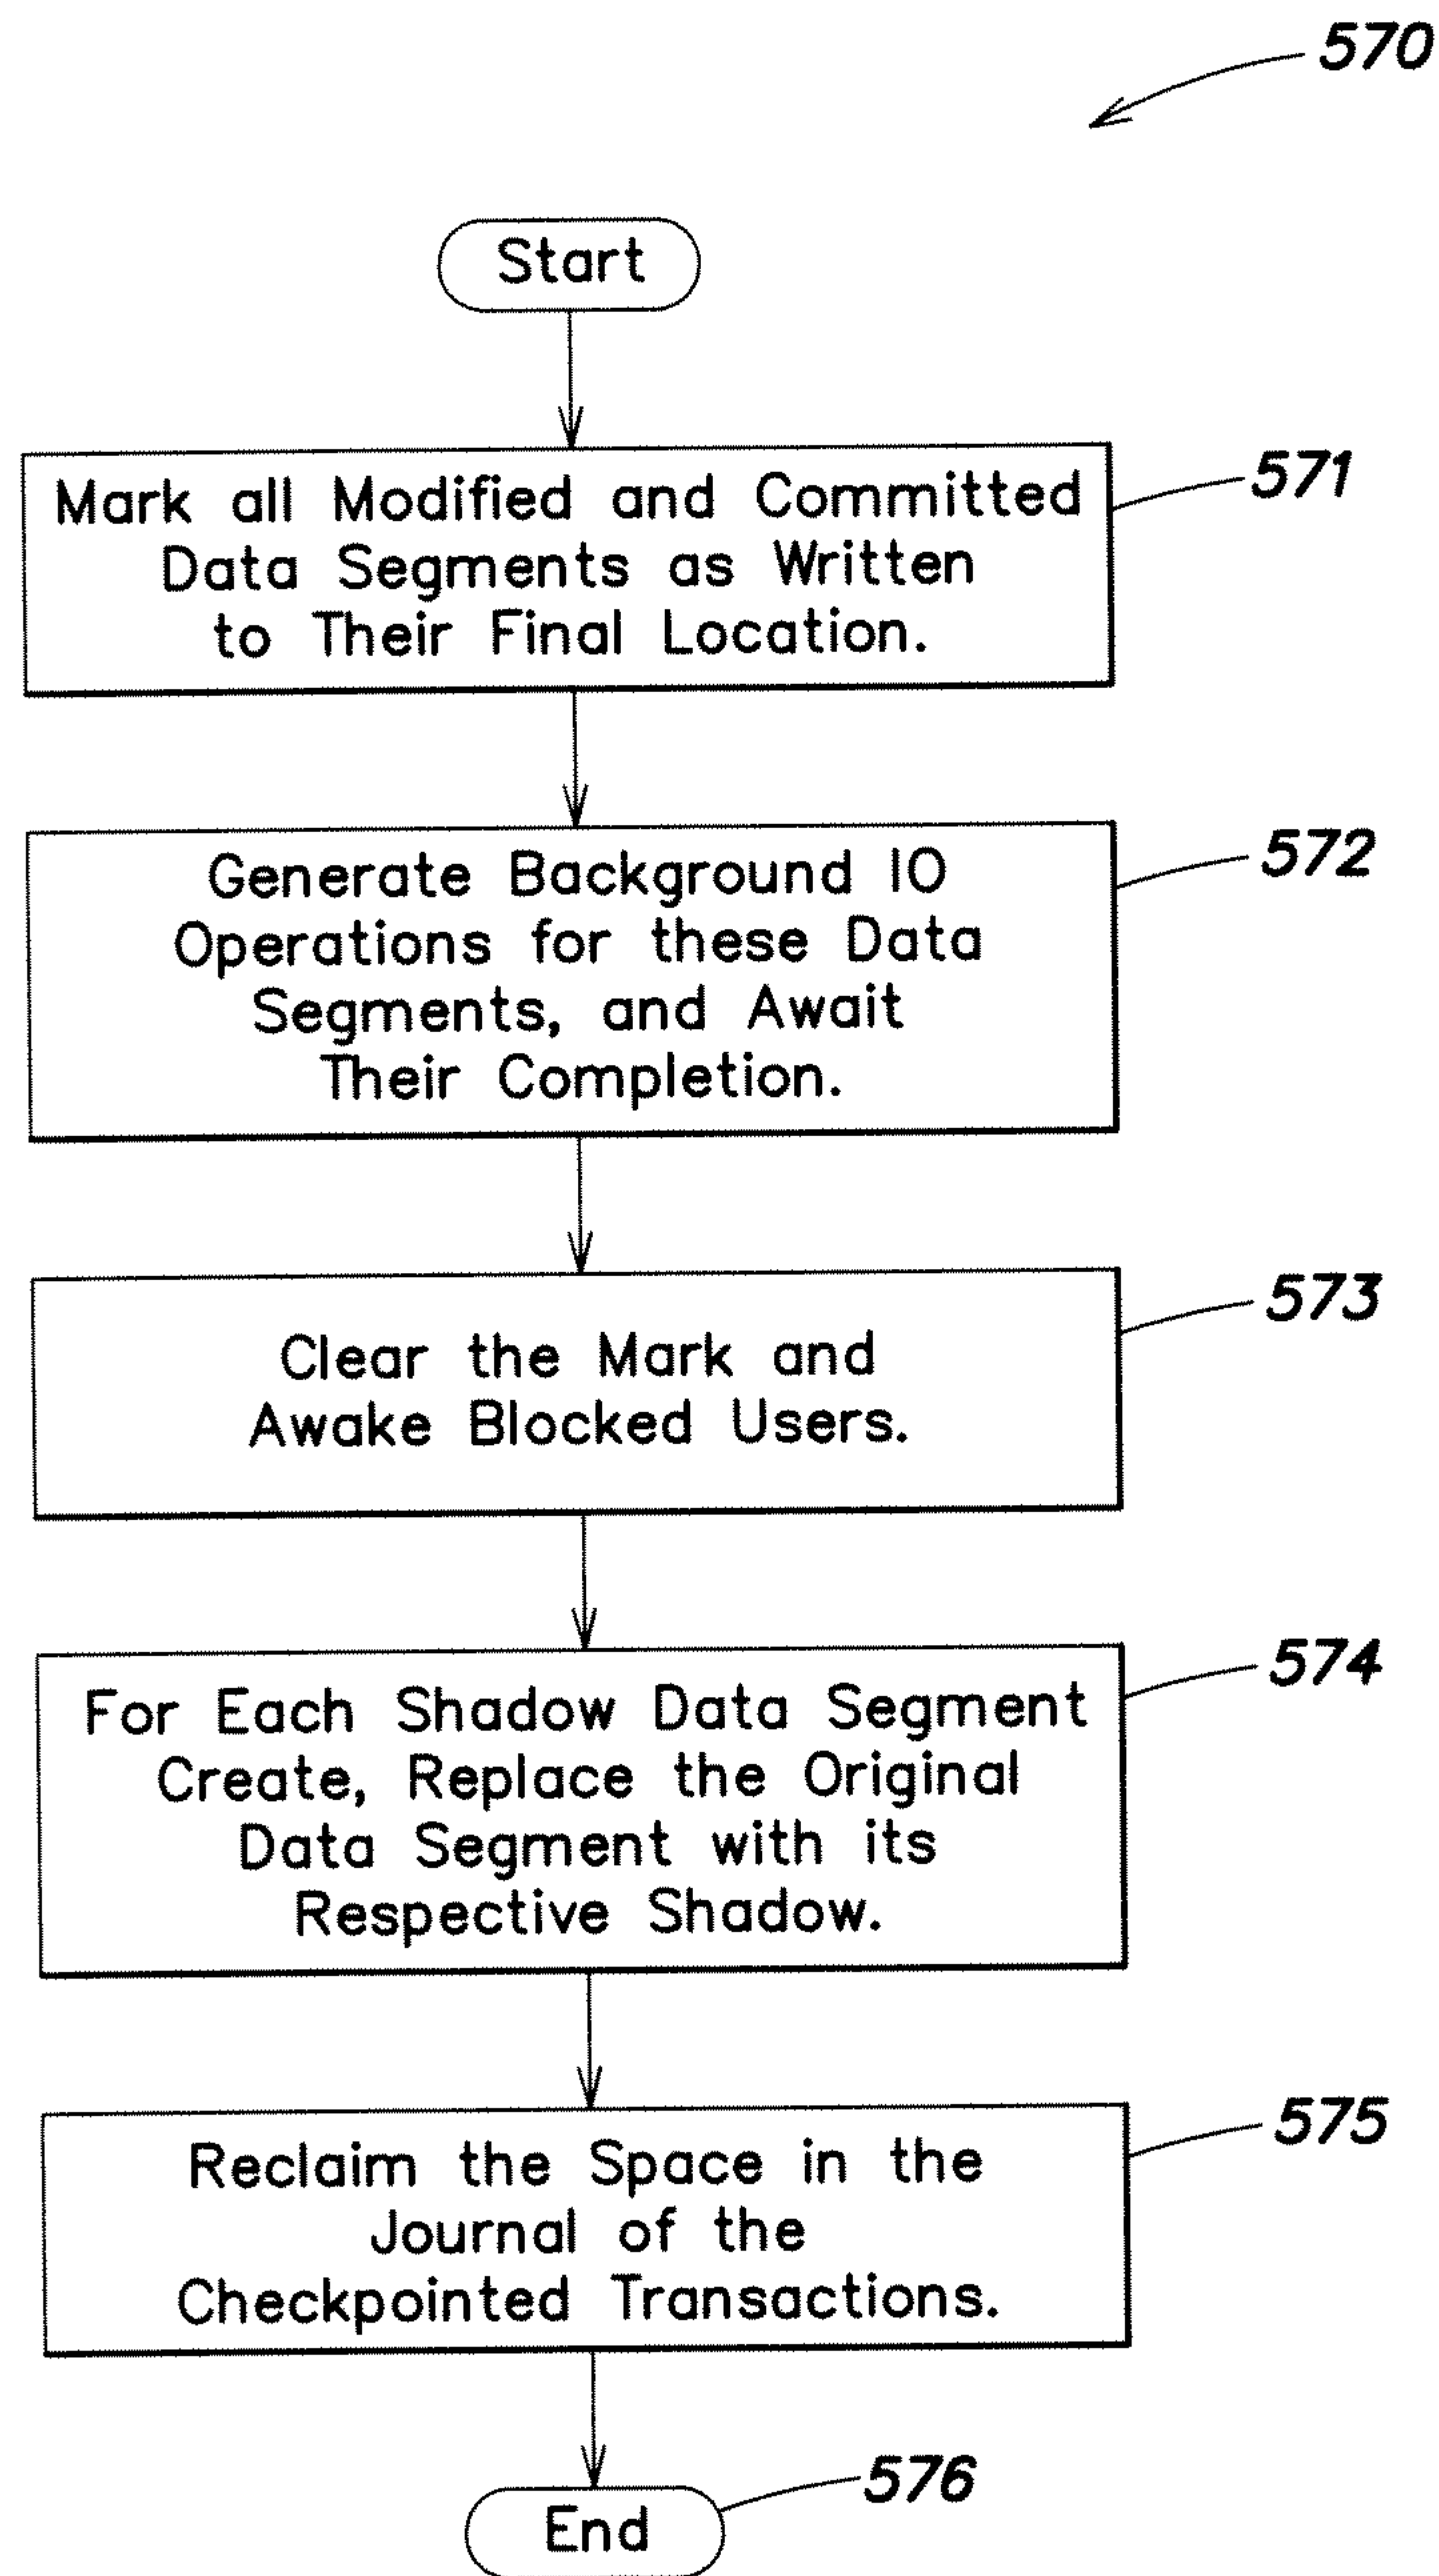 570
Start
Mark all Modified and Committed
Data Segments as Written
to Their Final Location.
571
Generate Background IO
Operations for these Data
Segments, and Await
Their Completion.
572
Clear the Mark and
Awake Blocked Users.
573
For Each Shadow Data Segment
Create, Replace the Original
Data Segment with its
Respective Shadow.
574
Reclaim the Space in the
Journal of the
Checkpointed Transactions.
575
End
576